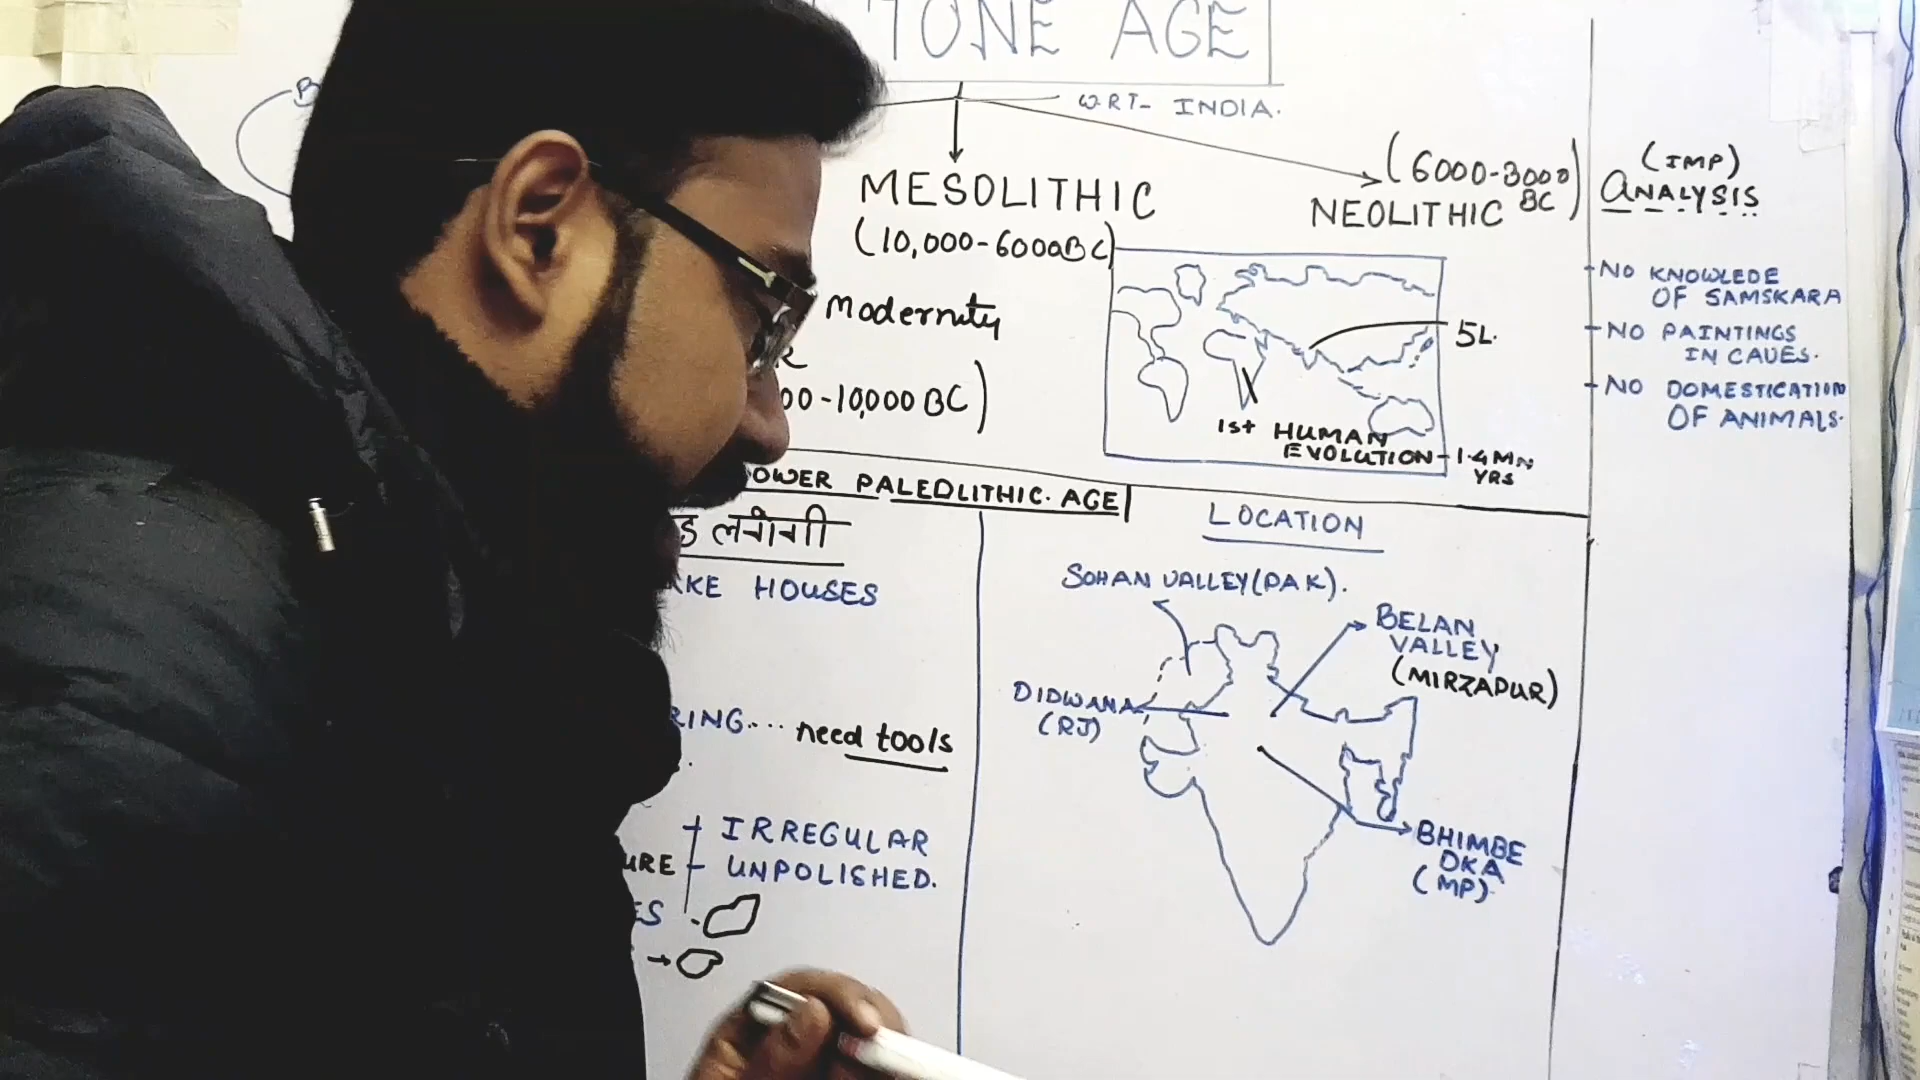 TONE AGE
W.R.T- INDIA.
MESOLITHIC
(10,000-6000BC)
(6000-3000)
BC
NEOLITHIC
(IMP)
ANALYSIS
Modernity
00-10,000 BC)
5L.
1st HUMAN
EVOLUTION-1.4 MN
YRS
-NO KNOWLEDE
OF SAMSKARA
-NO PAINTINGS
IN CAVES.
-NO DOMESTICATION
OF ANIMALS.
OWER PALEOLITHIC. AGE
KE HOUSES
RING.... need tools
IRREGULAR
URE - UNPOLISHED.
ES
LOCATION
SOHAN VALLEY(PAK).
BELAN
VALLEY
(MIRZAPUR)
DIDWANA
(RJ)
BHIMBE
DKA
(MP)